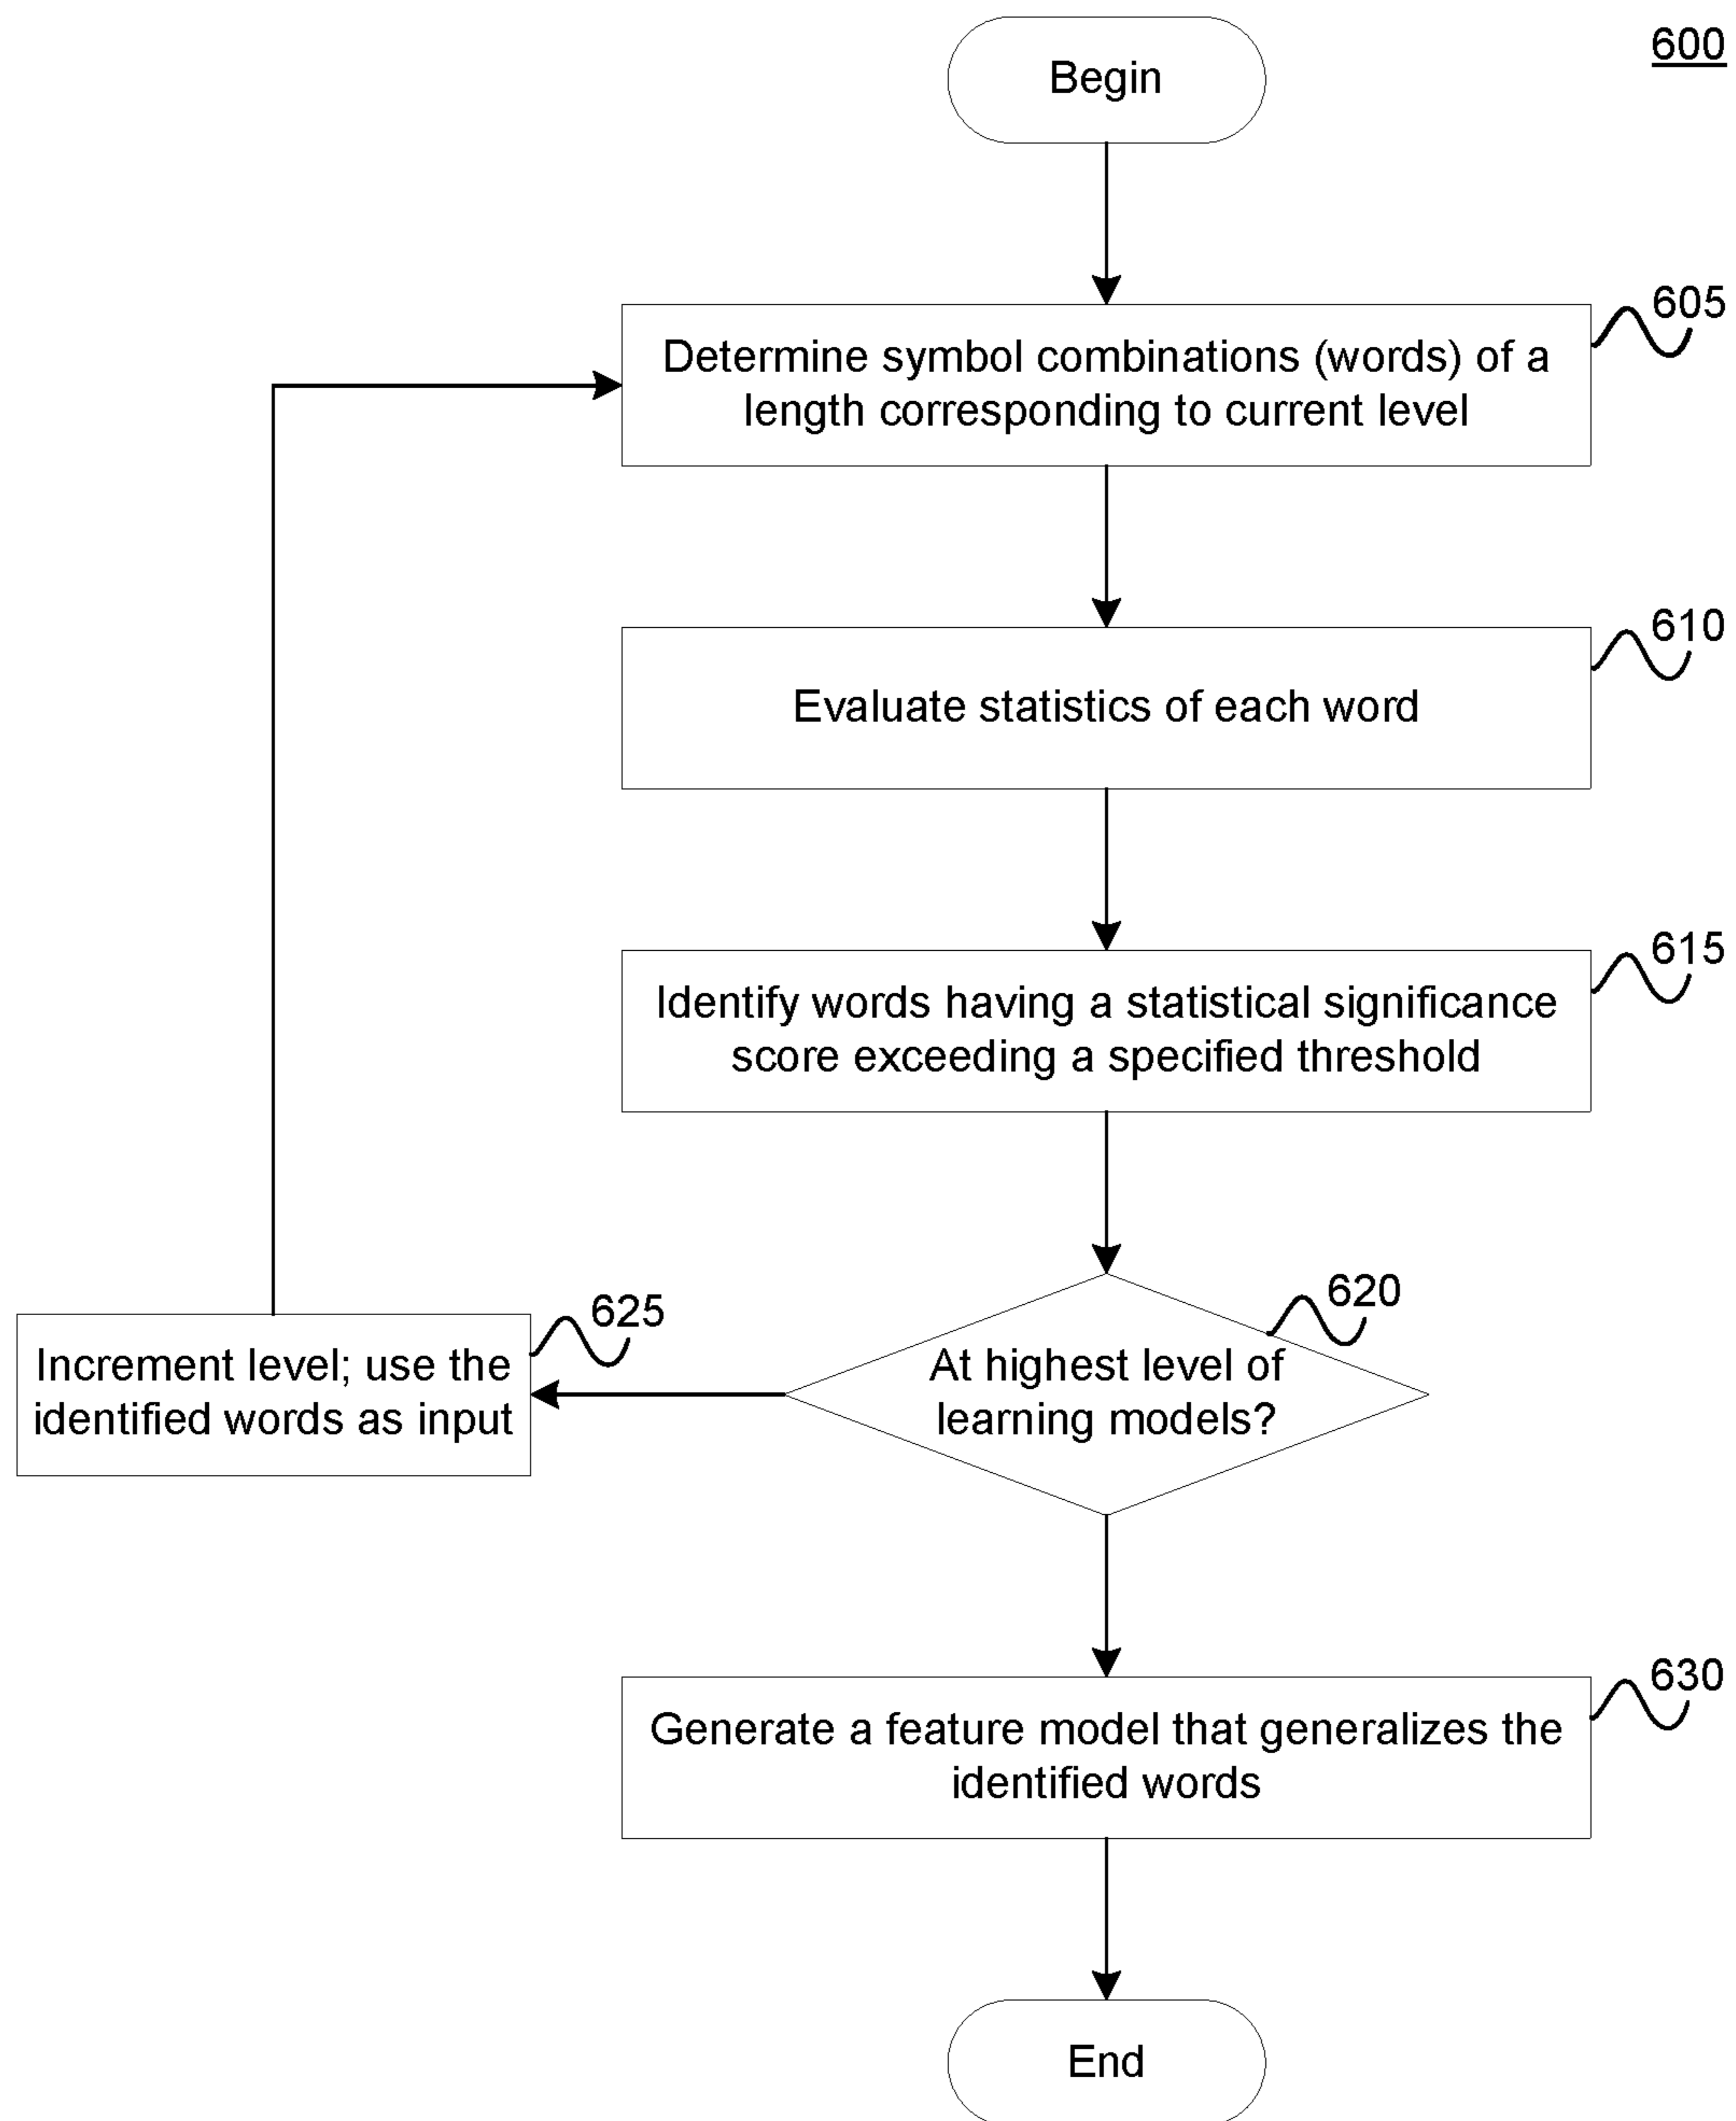 600
Begin
605
Determine symbol combinations (words) of a
length corresponding to current level
610
Evaluate statistics of each word
615
Identify words having a statistical significance
score exceeding a specified threshold
620
At highest level of
learning models?
625
Increment level; use the
identified words as input
630
Generate a feature model that generalizes the
identified words
End